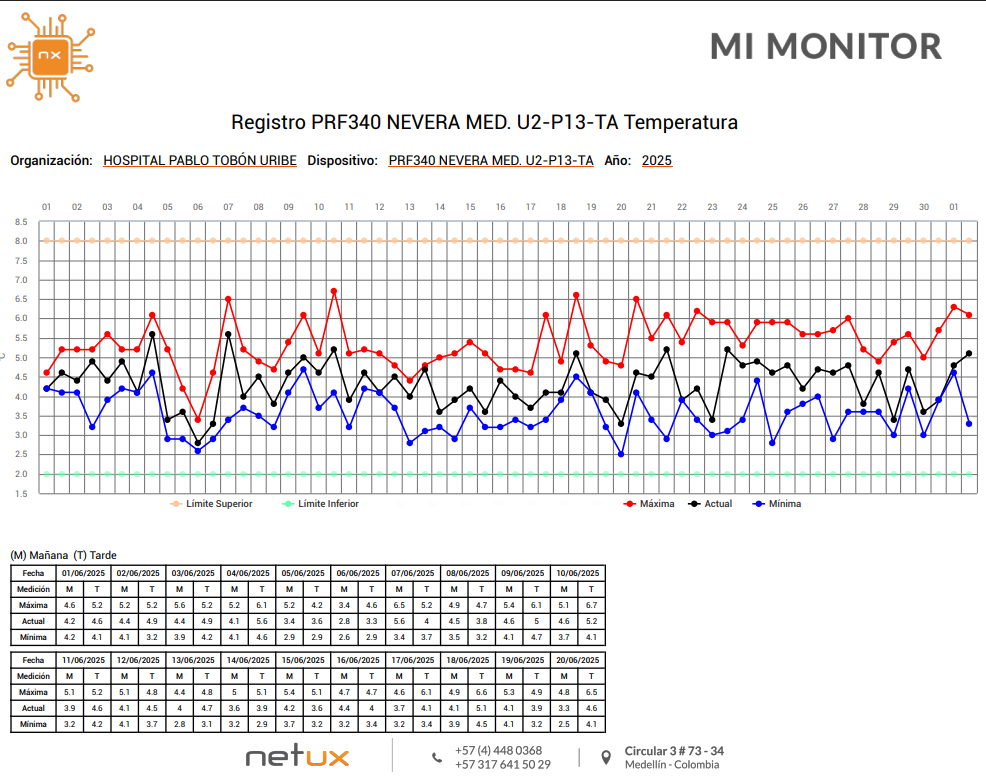 nx
MI MONITOR
Registro PRF340 NEVERA MED. U2-P13-TA Temperatura
Organización: HOSPITAL PABLO TOBÓN URIBE Dispositivo: PRF340 NEVERA MED. U2-P13-TA Año: 2025
01 02 03 04 05 06 07 08 09 10 11 12 13 14 15 16 17 18 19 20 21 22 23 24 25 26 27 28 29 30 01
8.5
8.0
7.5
7.0
6.5
6.0
5.5
5.0
4.5
4.0
3.5
3.0
2.5
2.0
1.5
Límite Superior Límite Inferior Máxima Actual Mínima
(M) Mañana (T) Tarde
Fecha 01/06/2025 02/06/2025 03/06/2025 04/06/2025 05/06/2025 06/06/2025 07/06/2025 08/06/2025 09/06/2025 10/06/2025
Medición M T M T M T M T M T M T M T M T M T M T
Máxima 4.6 5.2 5.2 5.2 5.6 5.2 5.2 6.1 5.2 4.2 3.4 4.6 6.5 5.2 4.9 4.7 5.4 6.1 5.1 6.7
Actual 4.2 4.6 4.4 4.9 4.4 4.9 4.1 5.6 3.4 3.6 2.8 3.3 5.6 4 4.5 3.8 4.6 5 4.6 5.2
Mínima 4.2 4.1 4.1 3.2 3.9 4.2 4.1 4.6 2.9 2.9 2.6 2.9 3.4 3.7 3.5 3.2 4.1 4.7 3.7 4.1
Fecha 11/06/2025 12/06/2025 13/06/2025 14/06/2025 15/06/2025 16/06/2025 17/06/2025 18/06/2025 19/06/2025 20/06/2025
Medición M T M T M T M T M T M T M T M T M T M T
Máxima 5.1 5.2 5.1 4.8 4.4 4.8 5 5.1 5.4 5.1 4.7 4.7 4.6 6.1 4.9 6.6 5.3 4.9 4.8 6.5
Actual 3.9 4.6 4.1 4.5 4 4.7 3.6 3.9 4.2 3.6 4.4 4 3.7 4.1 4.1 5.1 4.1 3.9 3.3 4.6
Mínima 3.2 4.2 4.1 3.7 2.8 3.1 3.2 2.9 3.7 3.2 3.2 3.4 3.2 3.4 3.9 4.5 4.1 3.2 2.5 4.1
netux
+57 (4) 448 0368
+57 317 641 50 29
Circular 3 # 73 - 34
Medellín - Colombia